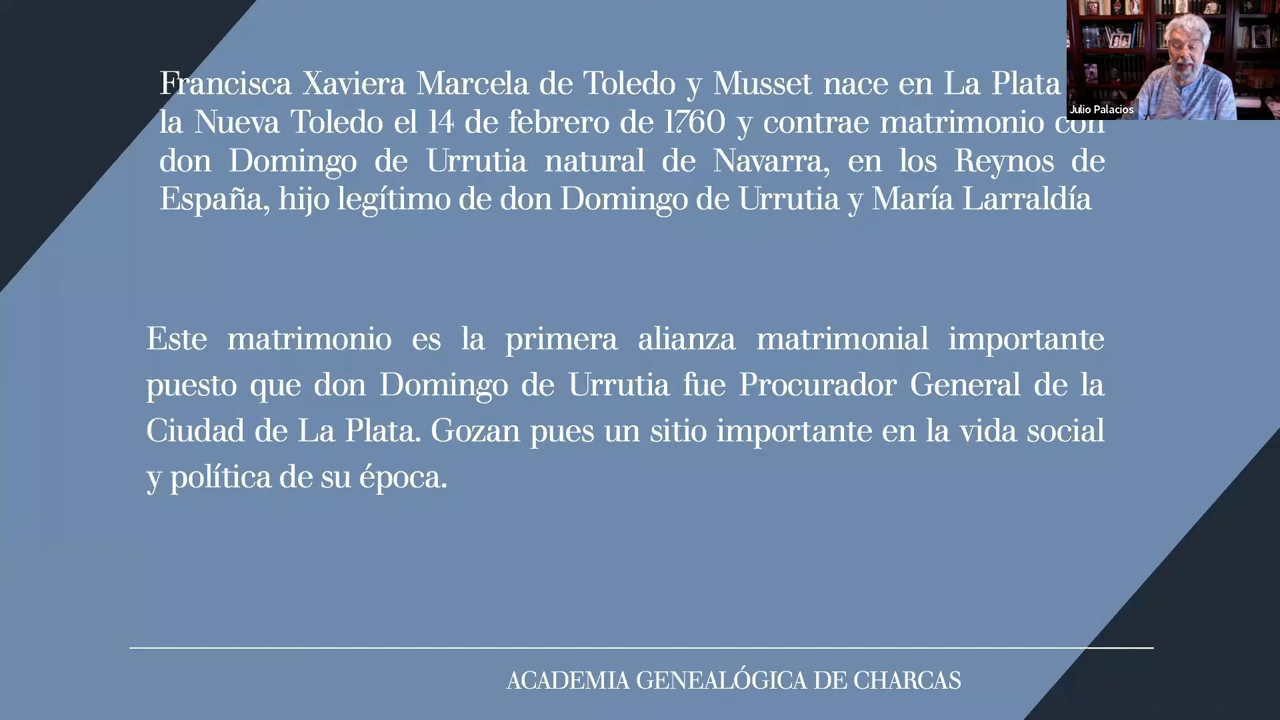 Francisca Xaviera Marcela de Toledo y Musset nace en La Plata
la Nueva Toledo el 14 de febrero de 1760 y contrae matrimonio con
don Domingo de Urrutia natural de Navarra, en los Reynos de
España, hijo legítimo de don Domingo de Urrutia y María Larraldía
Este matrimonio es la primera alianza matrimonial importante
puesto que don Domingo de Urrutia fue Procurador General de la
Ciudad de La Plata. Gozan pues un sitio importante en la vida social
y política de su época.
ACADEMIA GENEALÓGICA DE CHARCAS
Julio Palacios